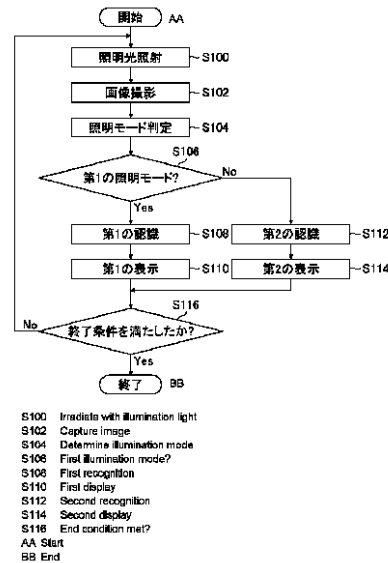 開始 AA
照明光照射 S100
画像撮影 S102
照明モード判定 S104
S106
第1の照明モード? No
Yes
第1の認識 S108 第2の認識 S112
第1の表示 S110 第2の表示 S114
S116
No 終了条件を満たしたか?
Yes
終了 BB
S100 Irradiate with illumination light
S102 Capture image
S104 Determine illumination mode
S106 First illumination mode?
S108 First recognition
S110 First display
S112 Second recognition
S114 Second display
S116 End condition met?
AA Start
BB End